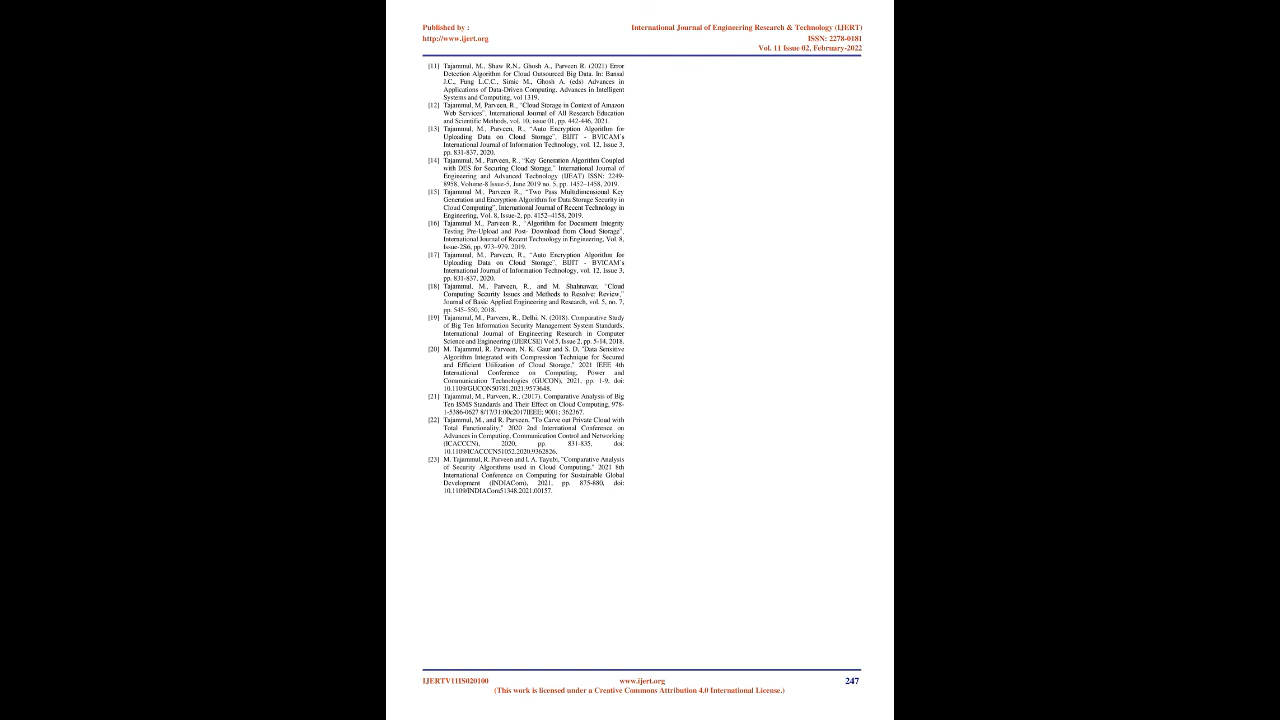 Published by :
http://www.ijert.org
International Journal of Engineering Research & Technology (IJERT)
ISSN: 2278-0181
Vol. 11 Issue 02, February-2022
[11] Tajammul, M., Shaw R.N., Ghosh A., Parveen R. (2021) Error
Detection Algorithm for Cloud Outsourced Big Data. In: Bansal
J.C., Fung L.C.C., Simic M., Ghosh A. (eds) Advances in
Applications of Data-Driven Computing. Advances in Intelligent
Systems and Computing, vol 1319.
[12] Tajammul, M, Parveen, R., "Cloud Storage in Context of Amazon
Web Services", International Journal of All Research Education
and Scientific Methods, vol. 10, issue 01, pp. 442-446, 2021.
[13] Tajammul, M., Parveen, R., "Auto Encryption Algorithm for
Uploading Data on Cloud Storage", BIJIT - BVICAM's
International Journal of Information Technology, vol. 12, Issue 3,
pp. 831-837, 2020.
[14] Tajammul, M., Parveen, R., "Key Generation Algorithm Coupled
with DES for Securing Cloud Storage," International Journal of
Engineering and Advanced Technology (IJEAT) ISSN: 2249-
8958, Volume-8 Issue-5, June 2019 no. 5, pp. 1452–1458, 2019.
[15] Tajammul M., Parveen R., "Two Pass Multidimensional Key
Generation and Encryption Algorithm for Data Storage Security in
Cloud Computing", International Journal of Recent Technology in
Engineering, Vol. 8, Issue-2, pp. 4152–4158, 2019.
[16] Tajammul M., Parveen R., "Algorithm for Document Integrity
Testing Pre-Upload and Post- Download from Cloud Storage",
International Journal of Recent Technology in Engineering, Vol. 8,
Issue-2S6, pp. 973–979, 2019.
[17] Tajammul, M., Parveen, R., "Auto Encryption Algorithm for
Uploading Data on Cloud Storage", BIJIT - BVICAM's
International Journal of Information Technology, vol. 12, Issue 3,
pp. 831-837, 2020.
[18] Tajammul, M., Parveen, R., and M. Shahnawaz, "Cloud
Computing Security Issues and Methods to Resolve: Review,"
Journal of Basic Applied Engineering and Research, vol. 5, no. 7,
pp. 545–550, 2018.
[19] Tajammul, M., Parveen, R., Delhi, N. (2018). Comparative Study
of Big Ten Information Security Management System Standards,
International Journal of Engineering Research in Computer
Science and Engineering (IJERCSE) Vol 5, Issue 2, pp. 5-14, 2018.
[20] M. Tajammul, R. Parveen, N. K. Gaur and S. D, "Data Sensitive
Algorithm Integrated with Compression Technique for Secured
and Efficient Utilization of Cloud Storage," 2021 IEEE 4th
International Conference on Computing, Power and
Communication Technologies (GUCON), 2021, pp. 1-9, doi:
10.1109/GUCON50781.2021.9573648.
[21] Tajammul, M., Parveen, R., (2017). Comparative Analysis of Big
Ten ISMS Standards and Their Effect on Cloud Computing, 978-
1-5386-0627 8/17/31:00c2017IEEE; 9001; 362367.
[22] Tajammul, M., and R. Parveen, "To Carve out Private Cloud with
Total Functionality," 2020 2nd International Conference on
Advances in Computing, Communication Control and Networking
(ICACCCN), 2020, pp. 831-835, doi:
10.1109/ICACCCN51052.2020.9362826.
[23] M. Tajammul, R. Parveen and I. A. Tayubi, "Comparative Analysis
of Security Algorithms used in Cloud Computing," 2021 8th
International Conference on Computing for Sustainable Global
Development (INDIACom), 2021, pp. 875-880, doi:
10.1109/INDIACom51348.2021.00157.
IJERTV11IS020100
www.ijert.org
247
(This work is licensed under a Creative Commons Attribution 4.0 International License.)